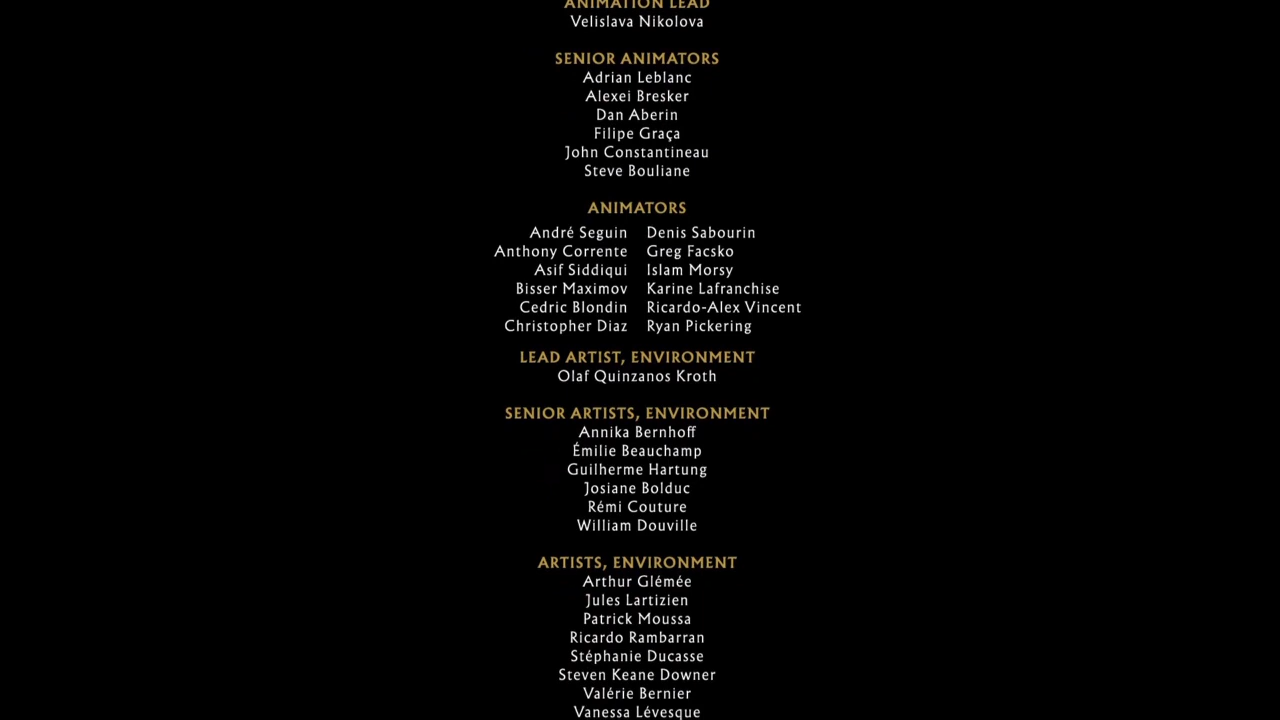 ANIMATION LEAD
Velislava Nikolova
SENIOR ANIMATORS
Adrian Leblanc
Alexei Bresker
Dan Aberin
Filipe Graça
John Constantineau
Steve Bouliane
ANIMATORS
André Seguin Denis Sabourin
Anthony Corrente Greg Facsko
Asif Siddiqui Islam Morsy
Bisser Maximov Karine Lafranchise
Cedric Blondin Ricardo-Alex Vincent
Christopher Diaz Ryan Pickering
LEAD ARTIST, ENVIRONMENT
Olaf Quinzanos Kroth
SENIOR ARTISTS, ENVIRONMENT
Annika Bernhoff
Émilie Beauchamp
Guilherme Hartung
Josiane Bolduc
Rémi Couture
William Douville
ARTISTS, ENVIRONMENT
Arthur Glémée
Jules Lartizien
Patrick Moussa
Ricardo Rambarran
Stéphanie Ducasse
Steven Keane Downer
Valérie Bernier
Vanessa Lévesque